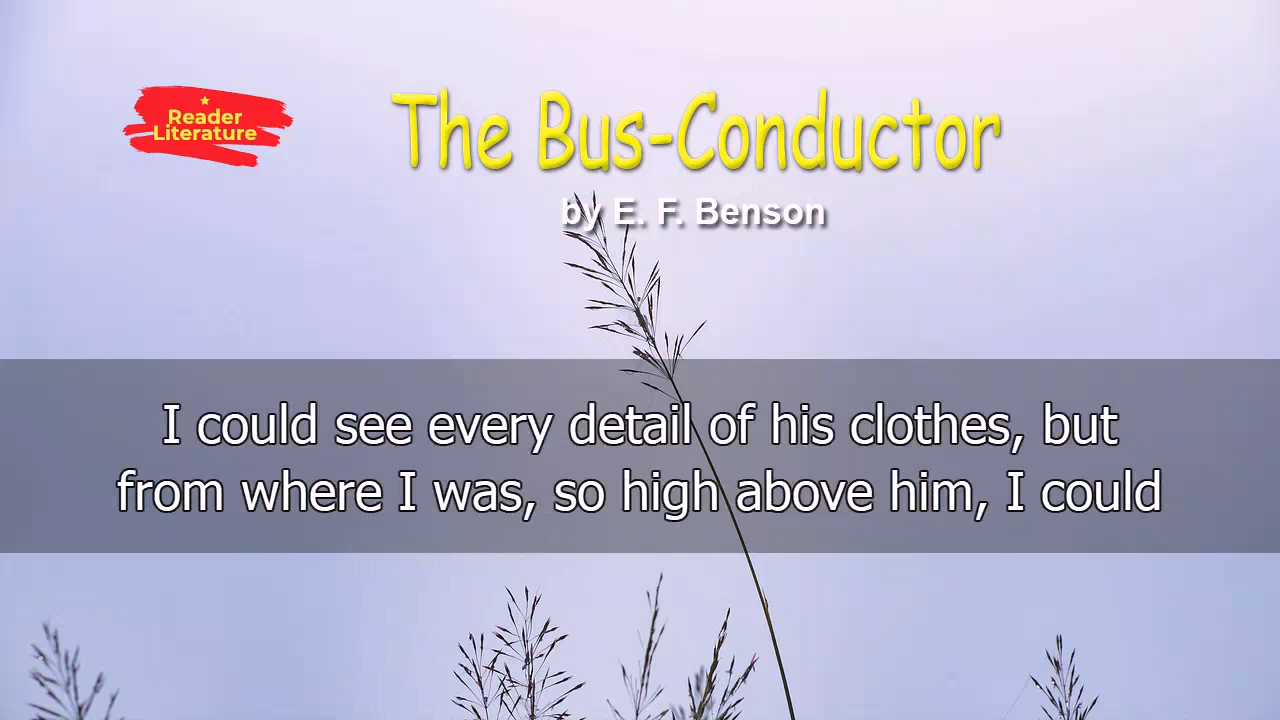 Reader
Literature
The Bus-Conductor
by E. F. Benson
I could see every detail of his clothes, but
from where I was, so high above him, I could